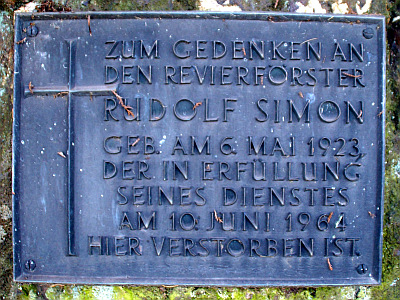 ZUM GEDENKEN AN
DEN REVIERFÖRSTER
RUDOLF SIMON
GEB. AM 6. MAI 1923,
DER IN ERFÜLLUNG
SEINES DIENSTES
AM 10. JUNI 1964
HIER VERSTORBEN IST.